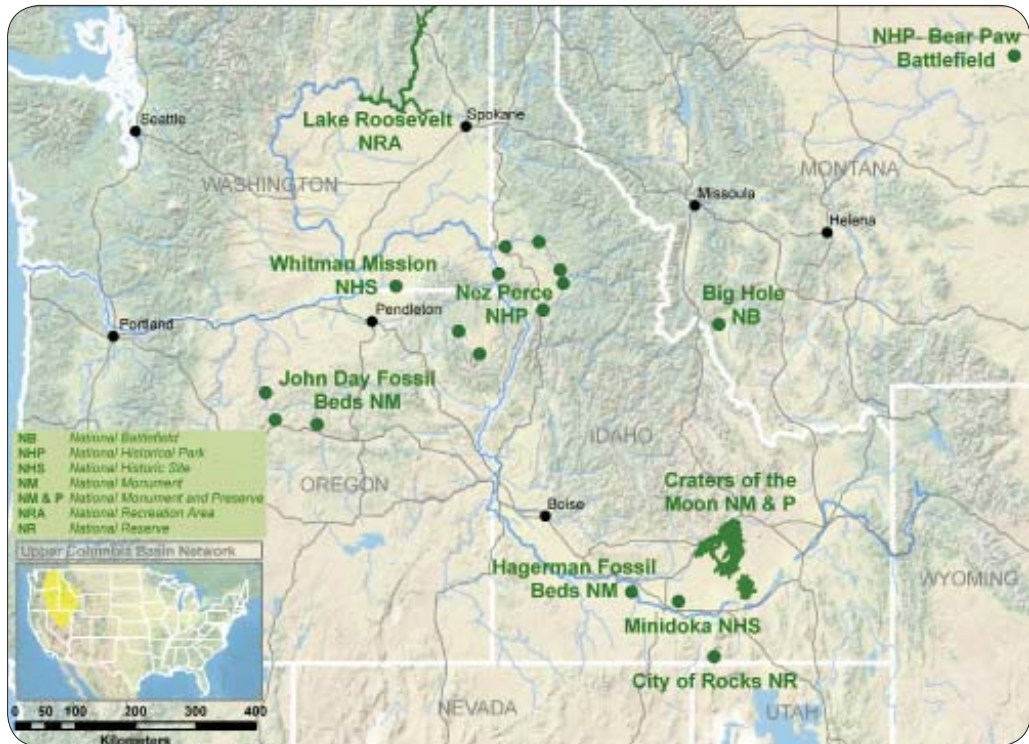 NHP- Bear Paw
Battlefield
Seattle
Lake Roosevelt
NRA
Spokane
WASHINGTON
MONTANA
Missoula
Helena
Whitman Mission
NHS
Nez Perce
NHP
Big Hole
NB
Pendleton
Portland
John Day Fossil
Beds NM
NB National Battlefield
NHP National Historical Park
NHS National Historic Site
NM National Monument
NM & P National Monument and Preserve
NRA National Recreation Area
NR National Reserve
OREGON
IDAHO
Boise
Craters of the
Moon NM & P
Upper Columbia Basin Network
Hagerman Fossil
Beds NM
WYOMING
Minidoka NHS
City of Rocks NR
NEVADA
UTAH
0 50 100 200 300 400
Kilometers